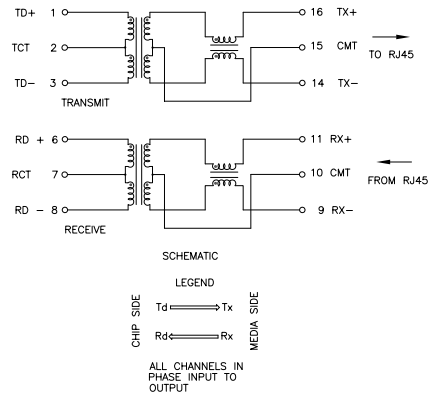 TD+ 1 16 TX+
TCT 2 15 CMT
TO RJ45
TD- 3 14 TX-
TRANSMIT
RD + 6 11 RX+
RCT 7 10 CMT
FROM RJ45
RD - 8 9 RX-
RECEIVE
SCHEMATIC
LEGEND
CHIP SIDE
Td Tx
Rd Rx
MEDIA SIDE
ALL CHANNELS IN
PHASE INPUT TO
OUTPUT